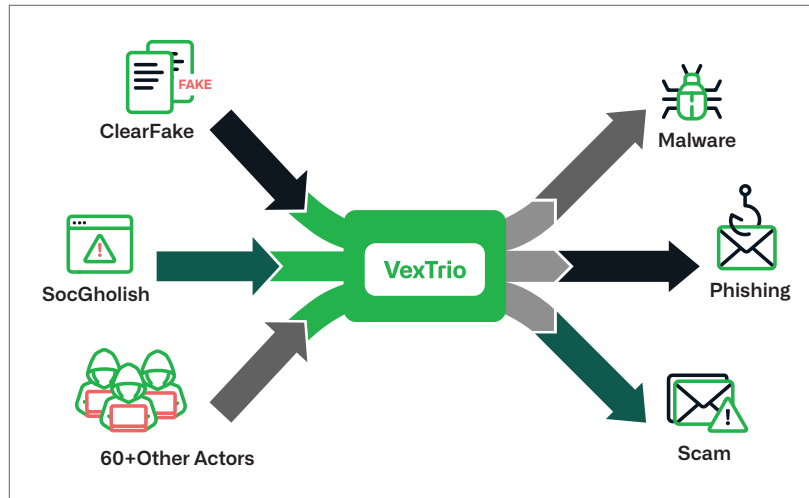 FAKE
ClearFake
Malware
SocGholish
!
VexTrio
Phishing
60+Other Actors
!
Scam